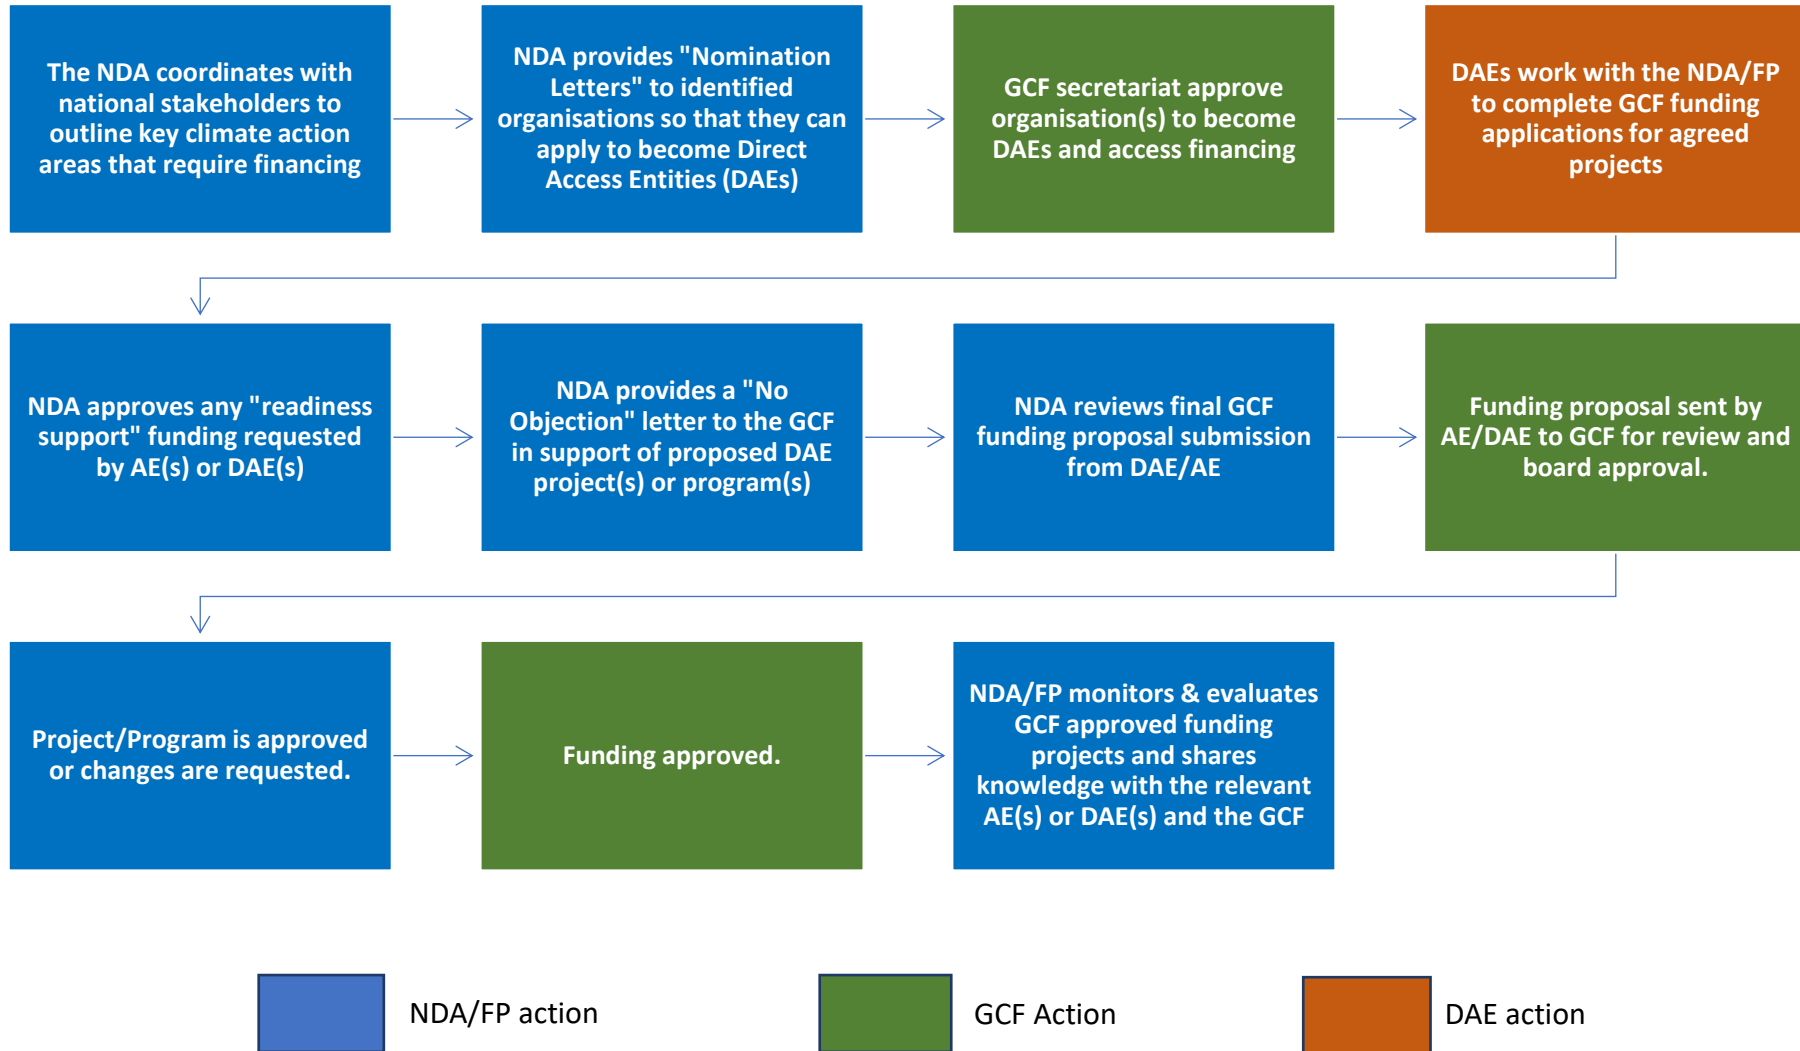 The NDA coordinates with
national stakeholders to
outline key climate action
areas that require financing
NDA provides "Nomination
Letters" to identified
organisations so that they can
apply to become Direct
Access Entities (DAEs)
GCF secretariat approve
organisation(s) to become
DAEs and access financing
DAEs work with the NDA/FP
to complete GCF funding
applications for agreed
projects
NDA approves any "readiness
support" funding requested
by AE(s) or DAE(s)
NDA provides a "No
Objection" letter to the GCF
in support of proposed DAE
project(s) or program(s)
NDA reviews final GCF
funding proposal submission
from DAE/AE
Funding proposal sent by
AE/DAE to GCF for review and
board approval.
Project/Program is approved
or changes are requested.
Funding approved.
NDA/FP monitors & evaluates
GCF approved funding
projects and shares
knowledge with the relevant
AE(s) or DAE(s) and the GCF
NDA/FP action
GCF Action
DAE action